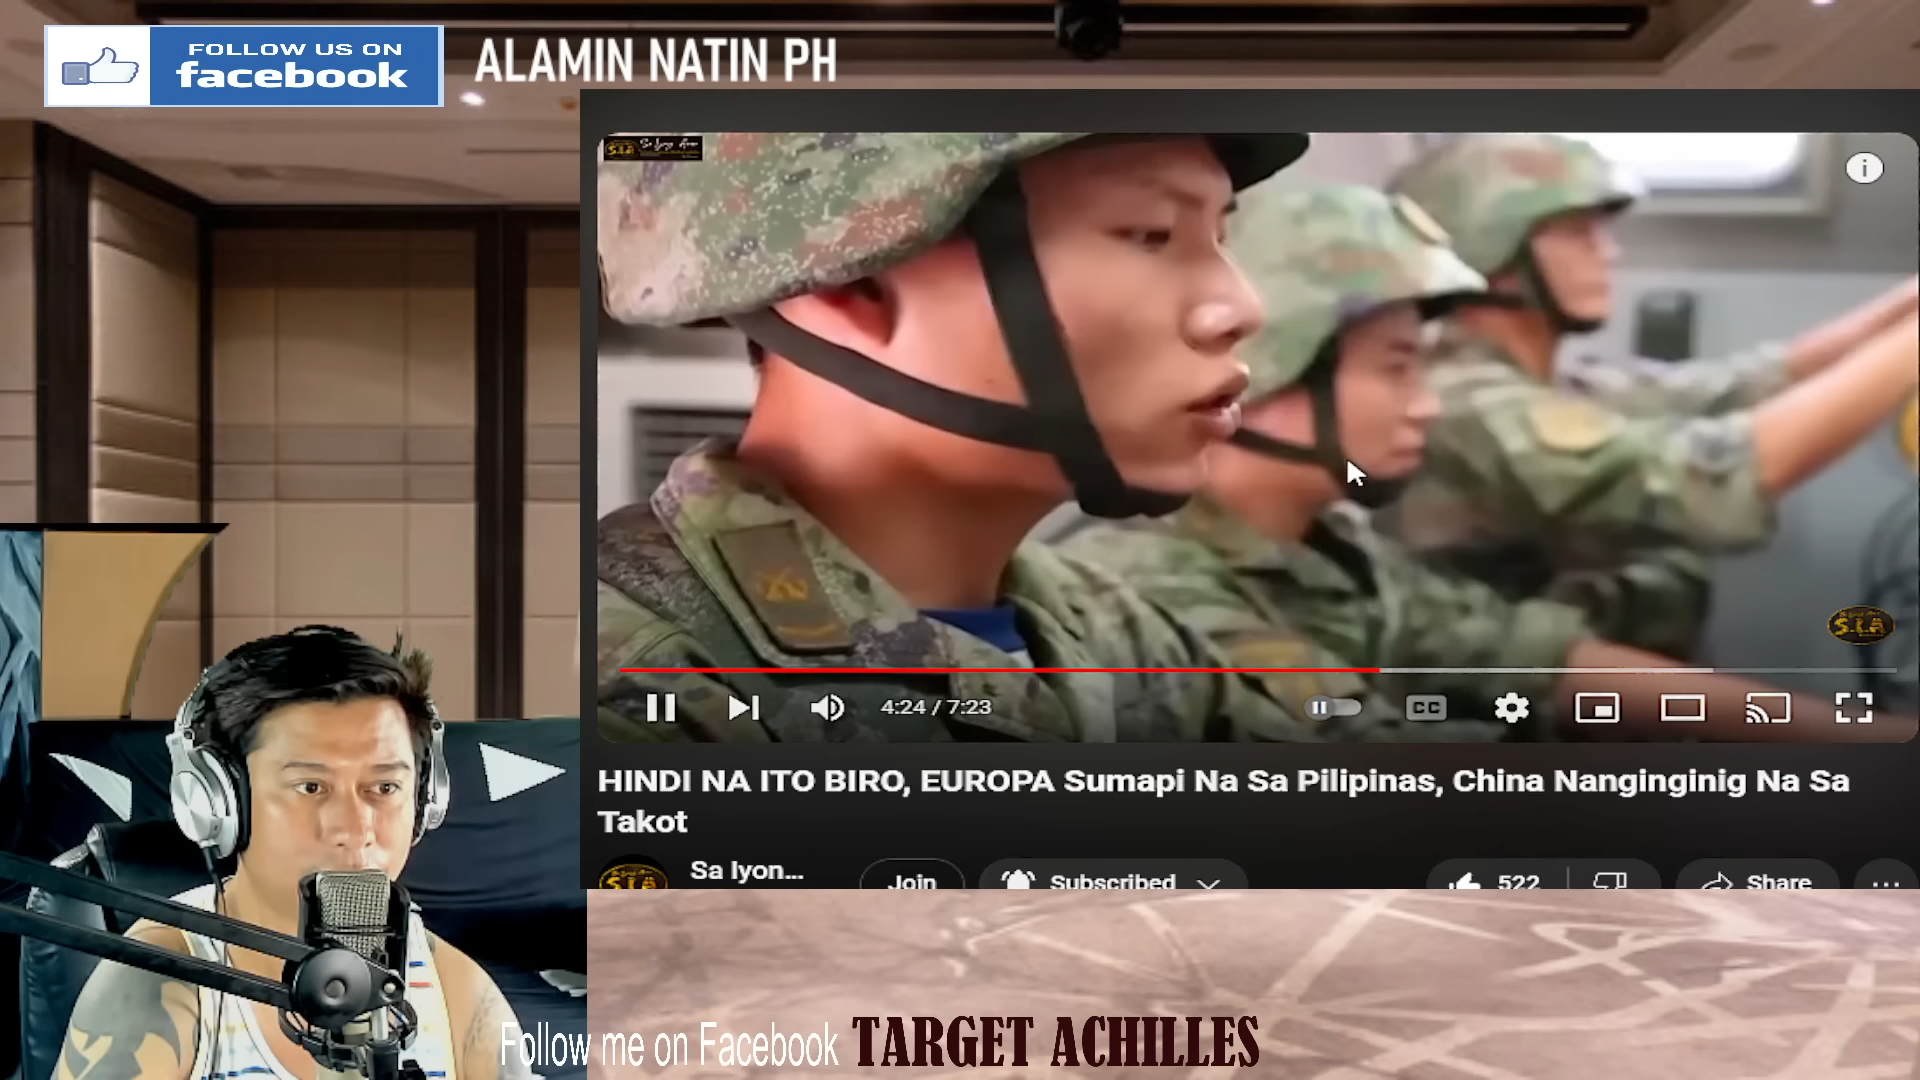 FOLLOW US ON
facebook
ALAMIN NATIN PH
S.I.A
i
S.I.A
4:24 / 7:23
CC
HINDI NA ITO BIRO, EUROPA Sumapi Na Sa Pilipinas, China Nanginginig Na Sa
Takot
S.I.A
Sa Iyon...
Join
Subscribed
522
Share
Follow me on Facebook TARGET ACHILLES